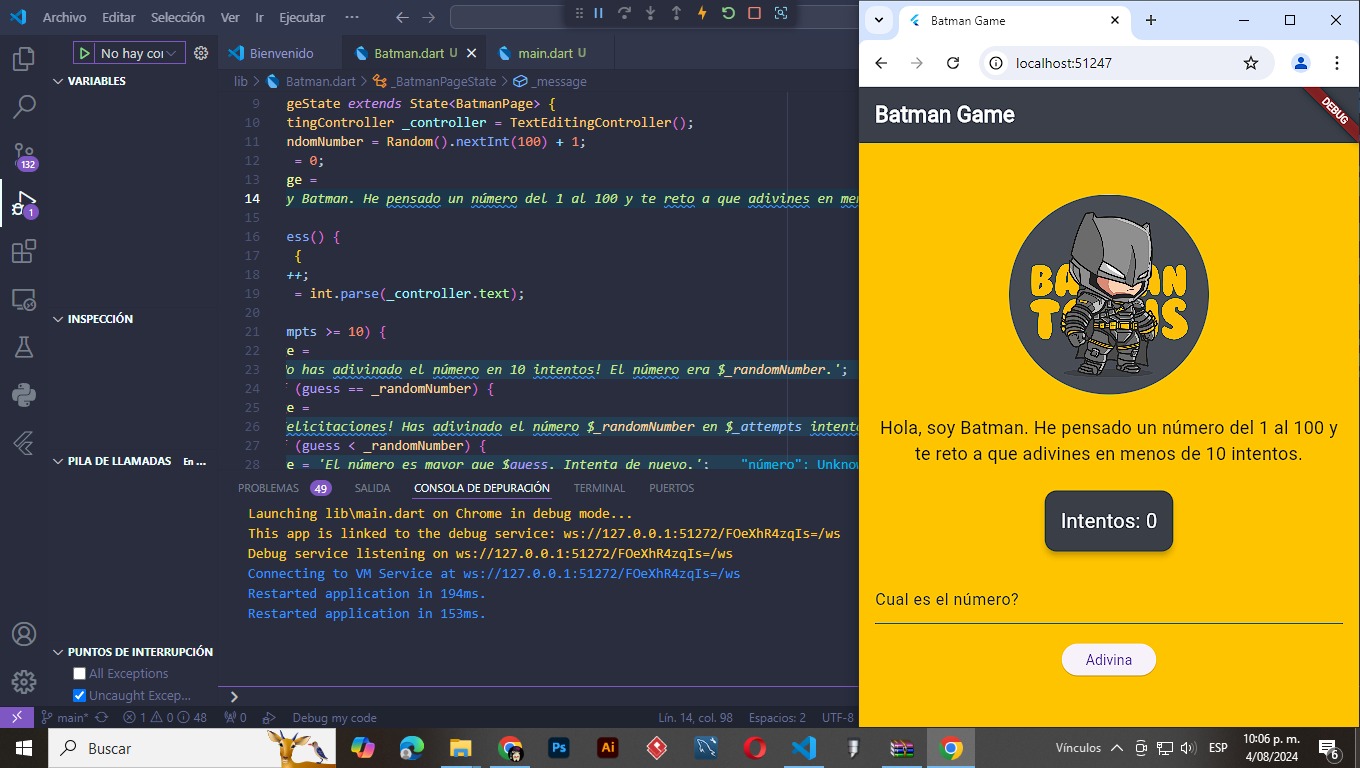 Archivo Editar Selección Ver Ir Ejecutar ···
No hay cor
Bienvenido
Batman.dart U
main.dart U
lib > Batman.dart > _BatmanPageState > _message
VARIABLES
INSPECCIÓN
PILA DE LLAMADAS En ...
PUNTOS DE INTERRUPCIÓN
All Exceptions
Uncaught Excep...
132
1
9 geState extends State<BatmanPage> {
10 tingController _controller = TextEditingController();
11 ndomNumber = Random().nextInt(100) + 1;
12 = 0;
13 ge =
14 y Batman. He pensado un número del 1 al 100 y te reto a que adivines en me
15
16 ess() {
17 {
18 ++;
19 = int.parse(_controller.text);
20
21 mpts >= 10) {
22 e =
23 o has adivinado el número en 10 intentos! El número era $_randomNumber.';
24 (guess == _randomNumber) {
25 e =
26 elicitaciones! Has adivinado el número $_randomNumber en $_attempts intento
27 (guess < _randomNumber) {
28 e = 'El número es mayor que $guess. Intenta de nuevo.'; "número": Unknow
PROBLEMAS 49 SALIDA CONSOLA DE DEPURACIÓN TERMINAL PUERTOS
Launching lib\main.dart on Chrome in debug mode...
This app is linked to the debug service: ws://127.0.0.1:51272/FOeXhR4zqIs=/ws
Debug service listening on ws://127.0.0.1:51272/FOeXhR4zqIs=/ws
Connecting to VM Service at ws://127.0.0.1:51272/FOeXhR4zqIs=/ws
Restarted application in 194ms.
Restarted application in 153ms.
main* 1 0 48 0 Debug my code Lín. 14, col. 98 Espacios: 2 UTF-8
Batman Game
localhost:51247
Batman Game
DEBUG
Hola, soy Batman. He pensado un número del 1 al 100 y
te reto a que adivines en menos de 10 intentos.
Intentos: 0
Cual es el número?
Adivina
Buscar
Ps
Ai
Vínculos
ESP
10:06 p. m.
4/08/2024
6